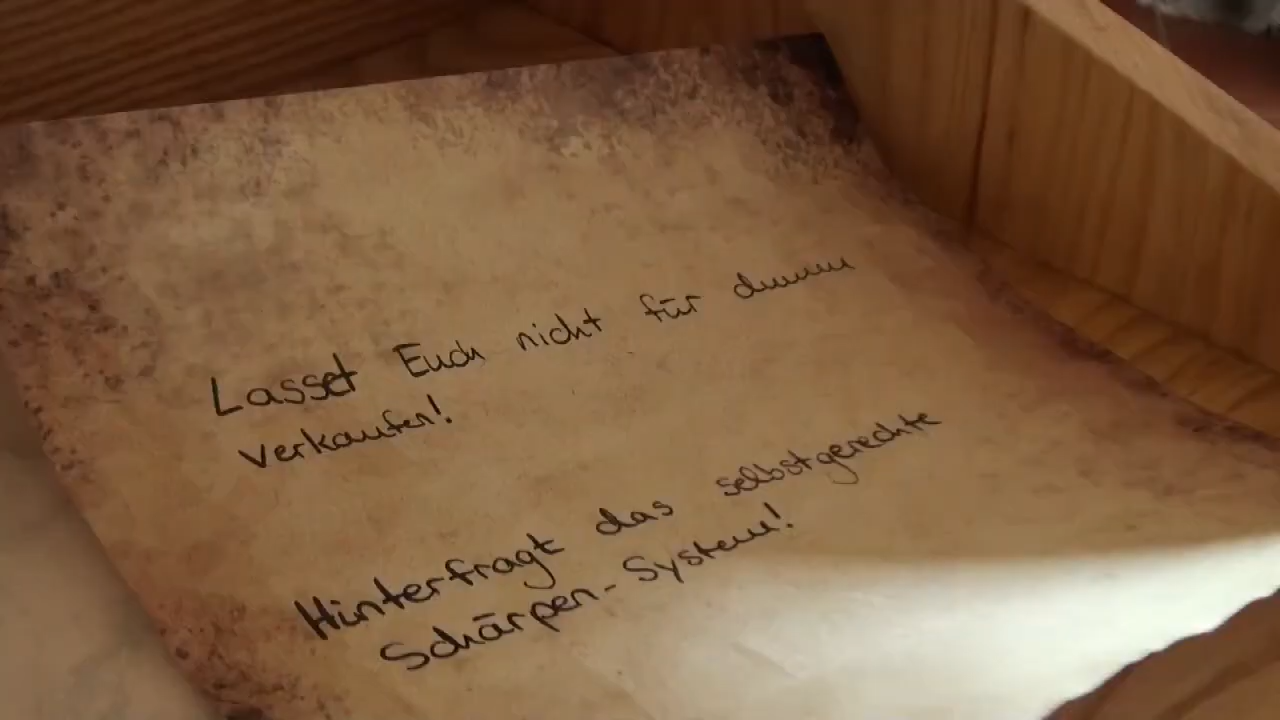 Lasset Euch nicht für dumm
verkaufen!
Hinterfragt das selbstgerechte
Schärpen-System!